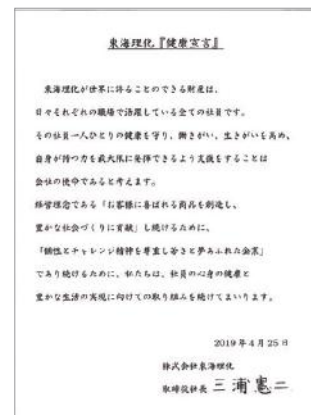 東海理化『健康宣言』
東海理化が世界に誇ることのできる財産は、
日々それぞれの職場で活躍している全ての社員です。
その社員一人ひとりの健康を守り、働きがい、生きがいを高め、
自身が持つ力を最大限に発揮できるよう支援をすることは
会社の使命であると考えます。
経営理念である「お客様に喜ばれる商品を創造し、
豊かな社会づくりに貢献」し続けるために、
「個性とチャレンジ精神を尊重し若さと夢あふれた企業」
であり続けるために、私たちは、社員の心身の健康と
豊かな生活の実現に向けての取り組みを続けてまいります。
2019年4月25日
株式会社東海理化
取締役社長 三浦憲二